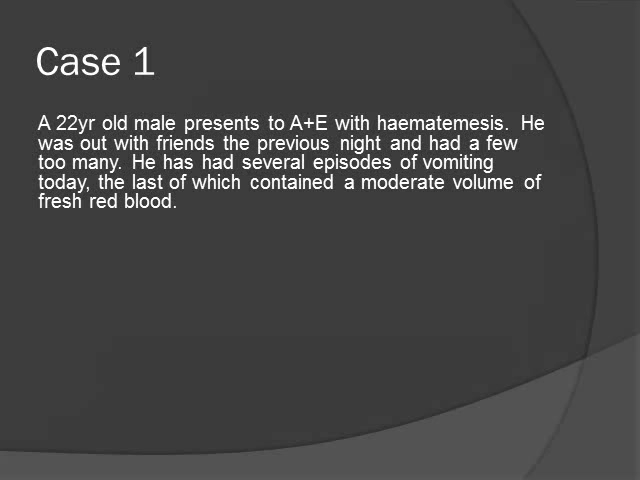 Case 1
A 22yr old male presents to A+E with haematemesis. He
was out with friends the previous night and had a few
too many. He has had several episodes of vomiting
today, the last of which contained a moderate volume of
fresh red blood.